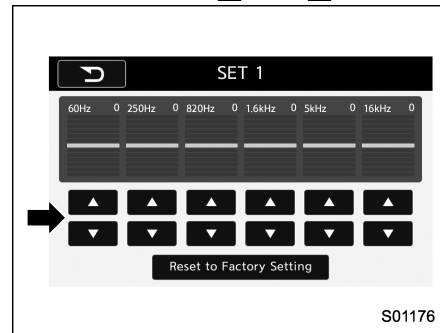 SET 1
60Hz 0 250Hz 0 820Hz 0 1.6kHz 0 5kHz 0 16kHz 0
Reset to Factory Setting
S01176